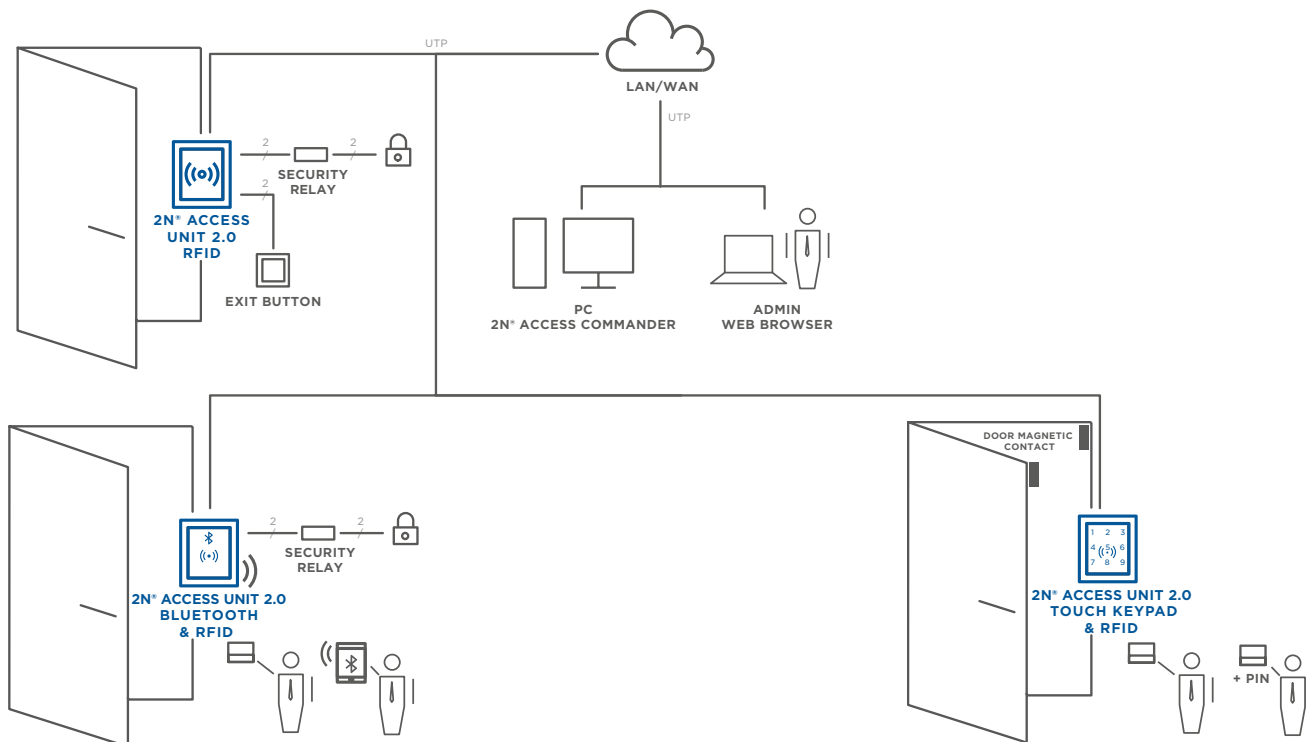 UTP
LAN/WAN
UTP
2
2
SECURITY
RELAY
2
2N® ACCESS
UNIT 2.0
RFID
EXIT BUTTON
PC
2N® ACCESS COMMANDER
ADMIN
WEB BROWSER
DOOR MAGNETIC
CONTACT
2
2
SECURITY
RELAY
2N® ACCESS UNIT 2.0
BLUETOOTH
& RFID
1 2 3
4 5 6
7 8 9
2N® ACCESS UNIT 2.0
TOUCH KEYPAD
& RFID
+ PIN